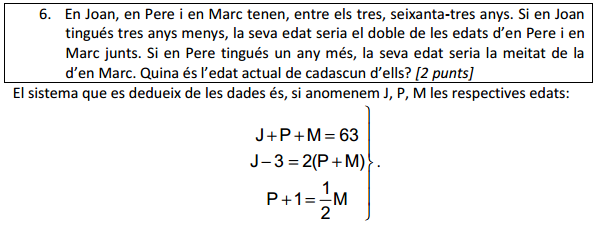 6. En Joan, en Pere i en Marc tenen, entre els tres, seixanta-tres anys. Si en Joan
tingués tres anys menys, la seva edat seria el doble de les edats d’en Pere i en
Marc junts. Si en Pere tingués un any més, la seva edat seria la meitat de la
d’en Marc. Quina és l’edat actual de cadascun d’ells? [2 punts]
El sistema que es dedueix de les dades és, si anomenem J, P, M les respectives edats:
J+P+M=63
J−3=2(P+M)}.
P+1=1/2M